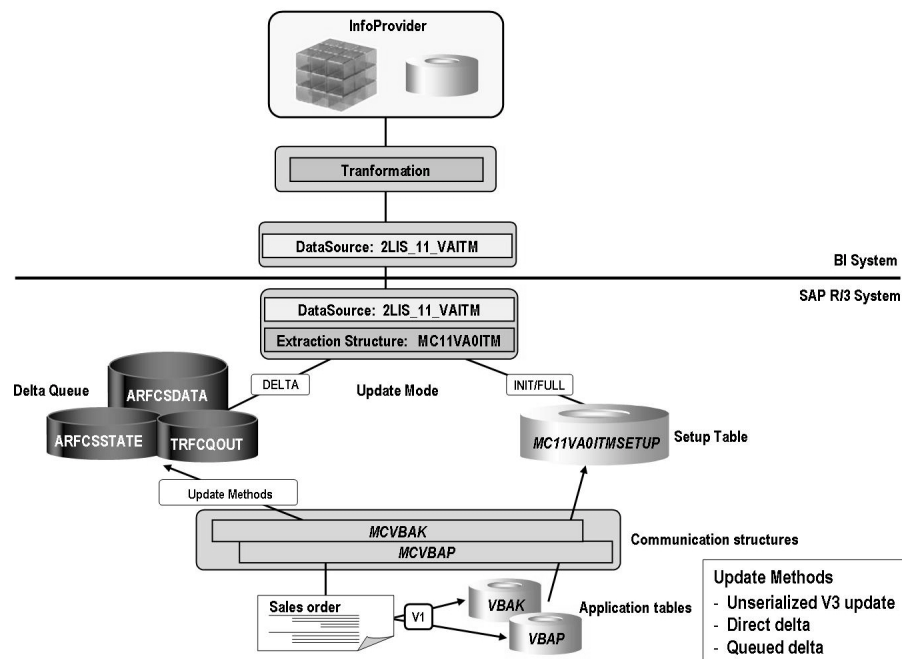 InfoProvider
Tranformation
DataSource: 2LIS_11_VAITM
BI System
SAP R/3 System
DataSource: 2LIS_11_VAITM
Extraction Structure: MC11VA0ITM
Delta Queue
ARFCSDATA
ARFCSSTATE
TRFCQOUT
DELTA
Update Mode
INIT/FULL
MC11VA0ITMSETUP
Setup Table
Update Methods
MCVBAK
MCVBAP
Communication structures
Sales order
V1
VBAK
VBAP
Application tables
Update Methods
- Unserialized V3 update
- Direct delta
- Queued delta